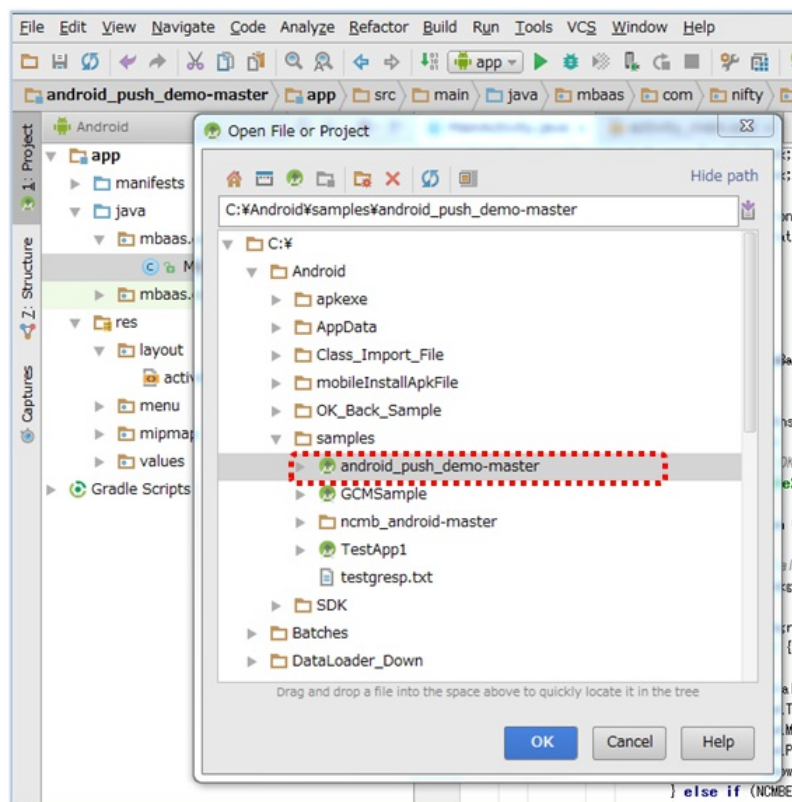 File Edit View Navigate Code Analyze Refactor Build Run Tools VCS Window Help
app
android_push_demo-master app src main java mbaas com nifty
1: Project
Z: Structure
Captures
Android
app
manifests
java
mbaas.
M
mbaas.
res
layout
activ
menu
mipmap
values
Gradle Scripts
Open File or Project
Hide path
C:¥Android¥samples¥android_push_demo-master
C:¥
Android
apkexe
AppData
Class_Import_File
mobileInstallApkFile
OK_Back_Sample
samples
android_push_demo-master
GCMSample
ncmb_android-master
TestApp1
testgresp.txt
SDK
Batches
DataLoader_Down
Drag and drop a file into the space above to quickly locate it in the tree
OK Cancel Help
} else if (NCMBE